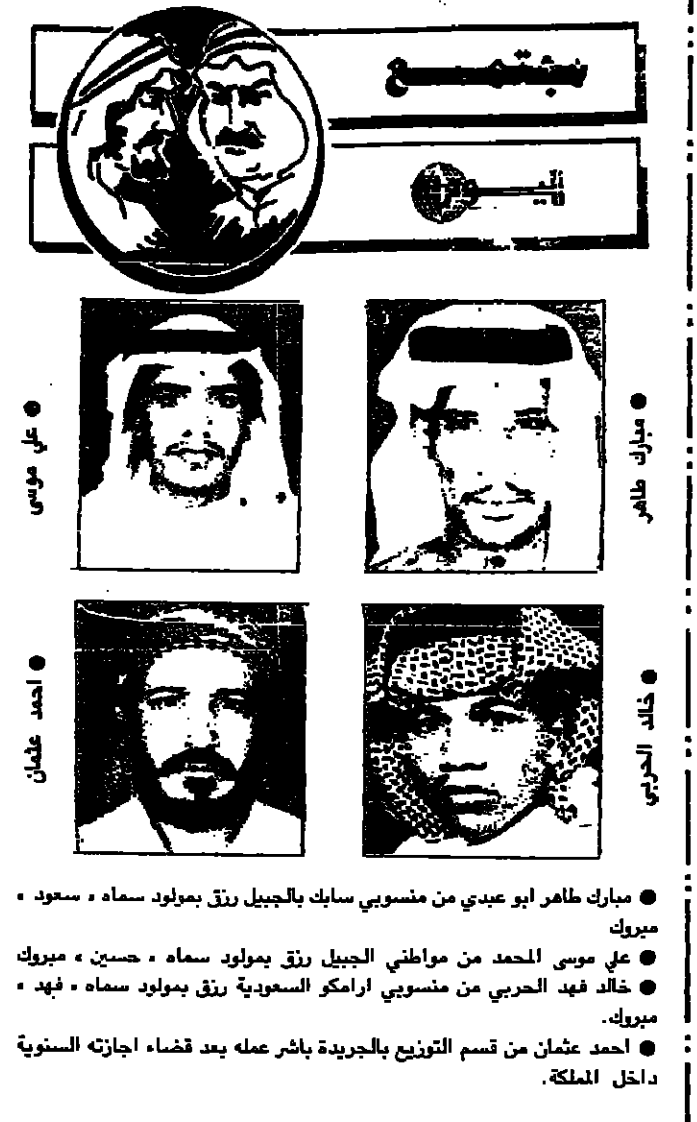 ● مبارك طاهر
● علي موسى
● خالد الحربي
● احمد عثمان
● مبارك طاهر ابو عبدي من منسوبي سابك بالجبيل رزق بمولود سماه « سعود »
مبروك
● علي موسى المحمد من مواطني الجبيل رزق بمولود سماه « حسين » مبروك
● خالد فهد الحربي من منسوبي ارامكو السعودية رزق بمولود سماه « فهد »
مبروك.
● احمد عثمان من قسم التوزيع بالجريدة باشر عمله بعد قضاء اجازته السنوية
داخل المملكة.